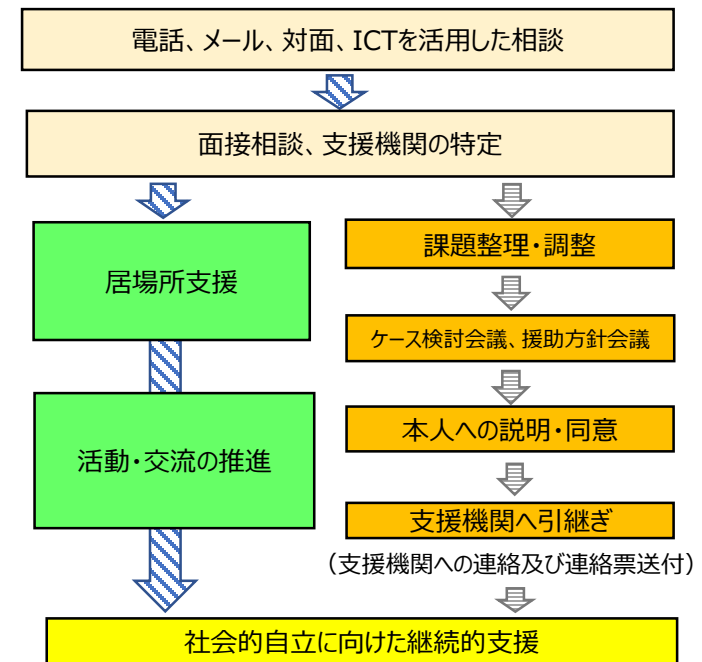 電話、メール、対面、ICTを活用した相談
面接相談、支援機関の特定
居場所支援
活動・交流の推進
課題整理・調整
ケース検討会議、援助方針会議
本人への説明・同意
支援機関へ引継ぎ
（支援機関への連絡及び連絡票送付）
社会的自立に向けた継続的支援